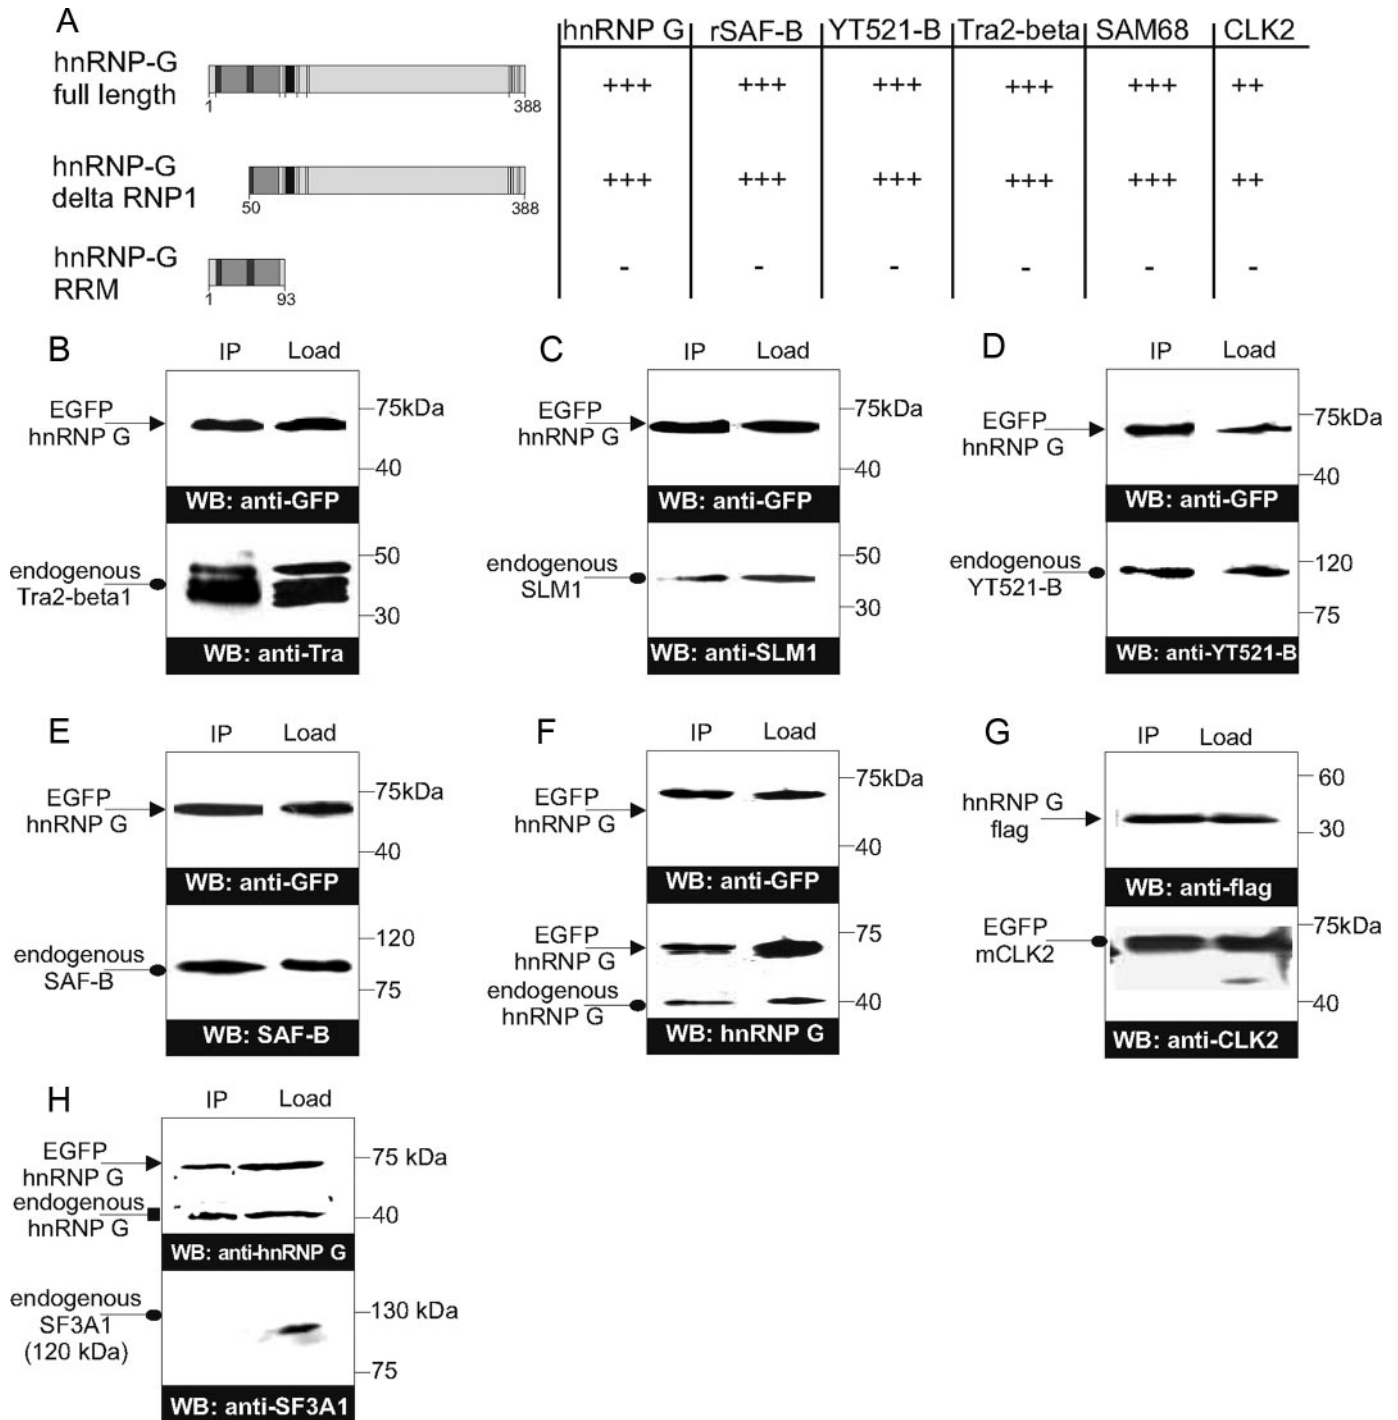 A
hnRNP G rSAF-B YT521-B Tra2-beta SAM68 CLK2
hnRNP-G
full length
1 388
+++ +++ +++ +++ +++ ++
hnRNP-G
delta RNP1
50 388
+++ +++ +++ +++ +++ ++
hnRNP-G
RRM
1 93
- - - - - -
B
IP Load
EGFP
hnRNP G
75kDa
40
WB: anti-GFP
endogenous
Tra2-beta1
50
30
WB: anti-Tra
C
IP Load
EGFP
hnRNP G
75kDa
40
WB: anti-GFP
endogenous
SLM1
50
30
WB: anti-SLM1
D
IP Load
EGFP
hnRNP G
75kDa
40
WB: anti-GFP
endogenous
YT521-B
120
75
WB: anti-YT521-B
E
IP Load
EGFP
hnRNP G
75kDa
40
WB: anti-GFP
endogenous
SAF-B
120
75
WB: SAF-B
F
IP Load
EGFP
hnRNP G
75kDa
40
WB: anti-GFP
EGFP
hnRNP G
endogenous
hnRNP G
75
40
WB: hnRNP G
G
IP Load
hnRNP G
flag
60
30
WB: anti-flag
EGFP
mCLK2
75kDa
40
WB: anti-CLK2
H
IP Load
EGFP
hnRNP G
endogenous
hnRNP G
75 kDa
40
WB: anti-hnRNP G
endogenous
SF3A1
(120 kDa)
130 kDa
75
WB: anti-SF3A1